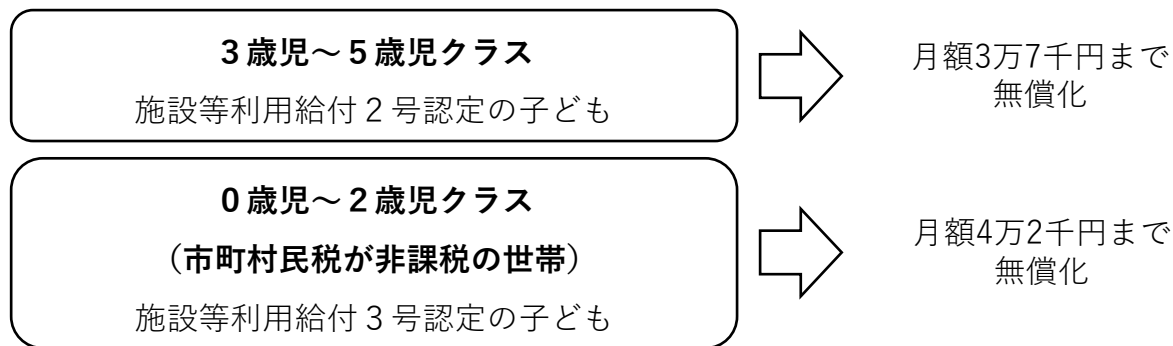 ３歳児～５歳児クラス
施設等利用給付２号認定の子ども
月額3万7千円まで
無償化
０歳児～２歳児クラス
（市町村民税が非課税の世帯）
施設等利用給付３号認定の子ども
月額4万2千円まで
無償化